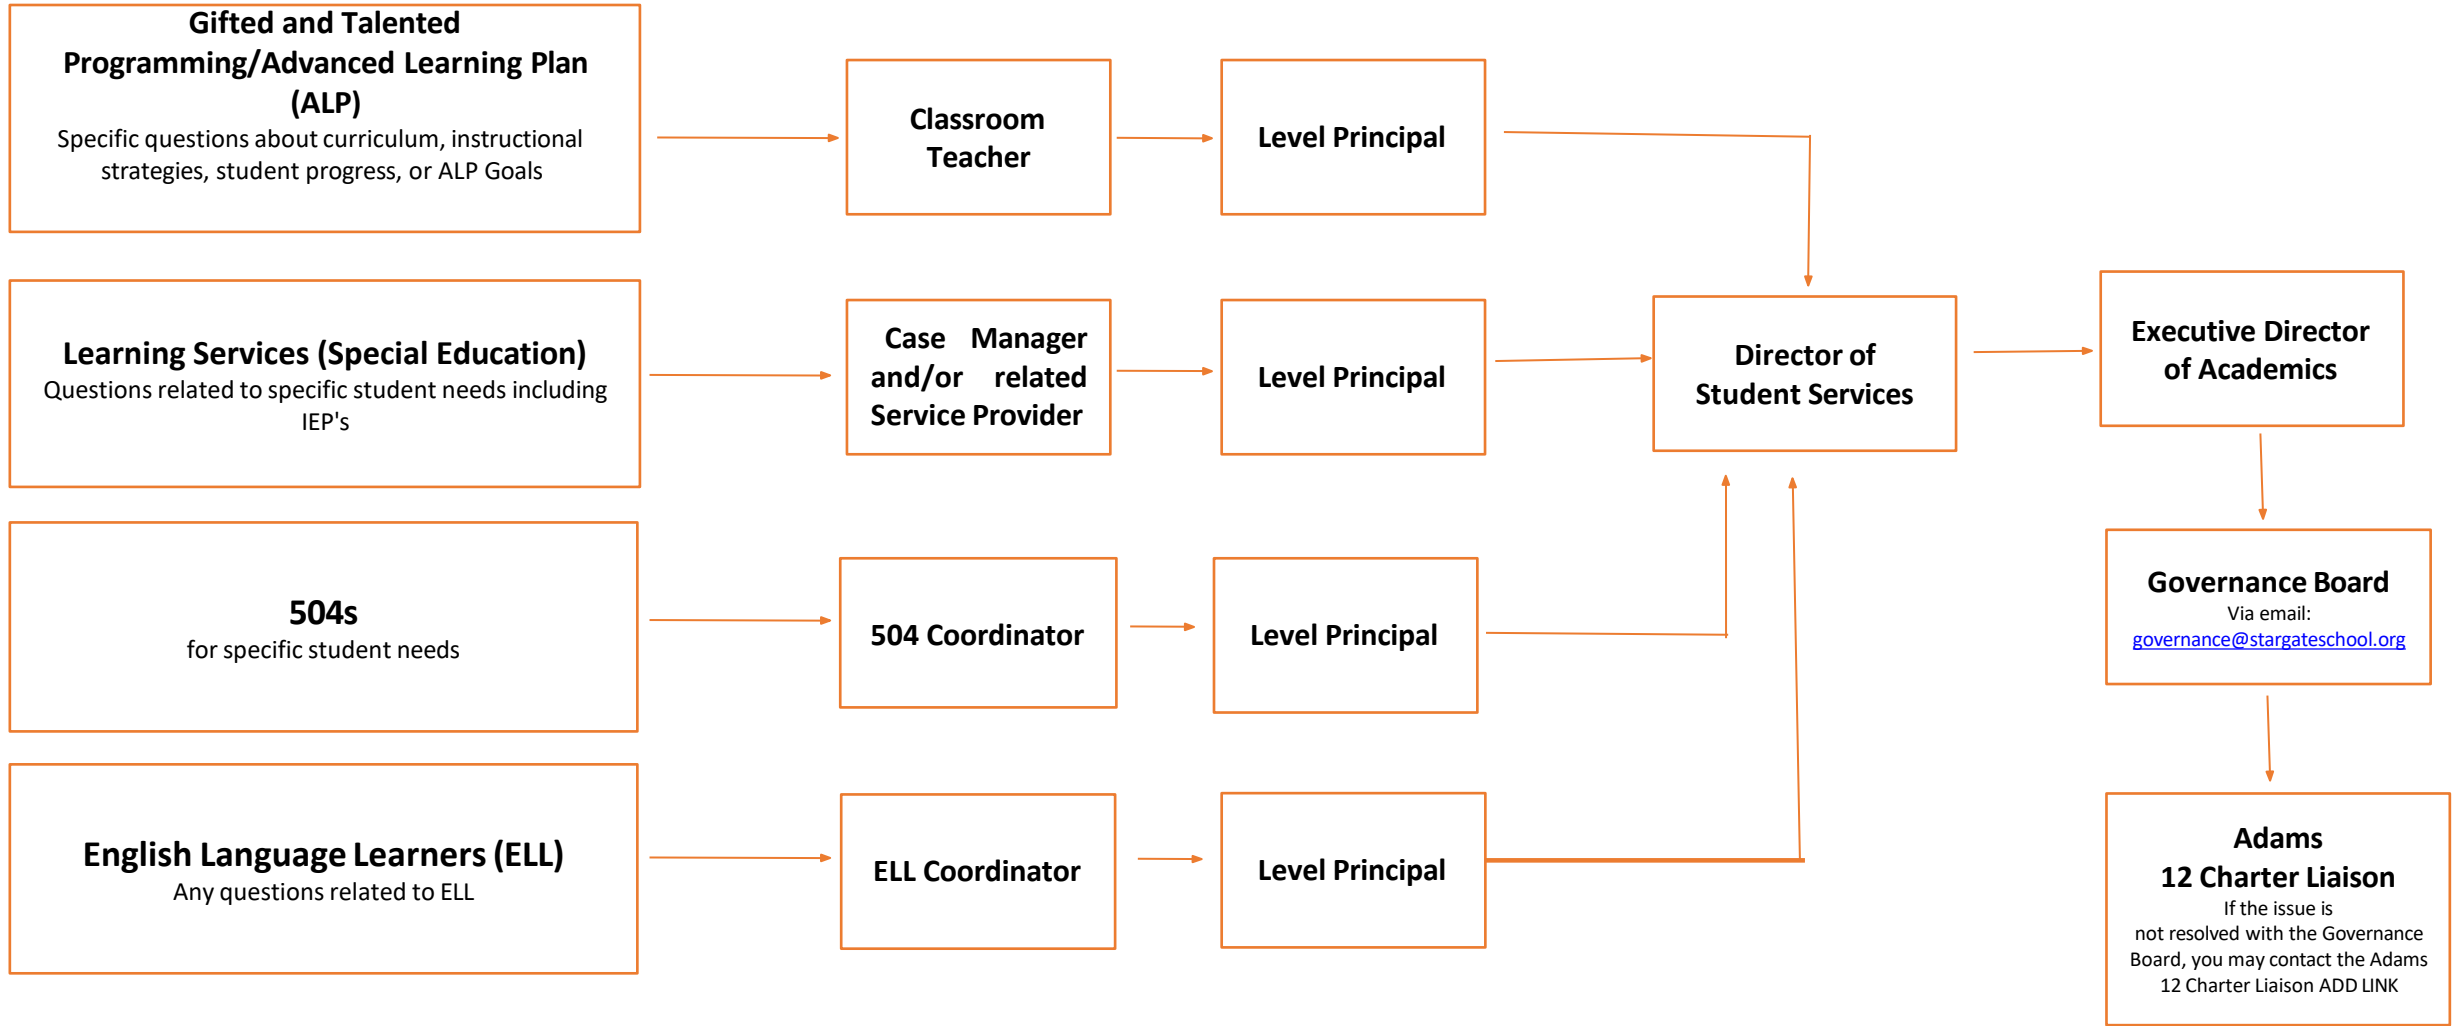 Gifted and Talented
Programming/Advanced Learning Plan
(ALP)
Specific questions about curriculum, instructional
strategies, student progress, or ALP Goals
Classroom
Teacher
Level Principal
Learning Services (Special Education)
Questions related to specific student needs including
IEP's
Case Manager
and/or related
Service Provider
Level Principal
Director of
Student Services
Executive Director
of Academics
504s
for specific student needs
504 Coordinator
Level Principal
Governance Board
Via email:
governance@stargateschool.org
English Language Learners (ELL)
Any questions related to ELL
ELL Coordinator
Level Principal
Adams
12 Charter Liaison
If the issue is
not resolved with the Governance
Board, you may contact the Adams
12 Charter Liaison ADD LINK